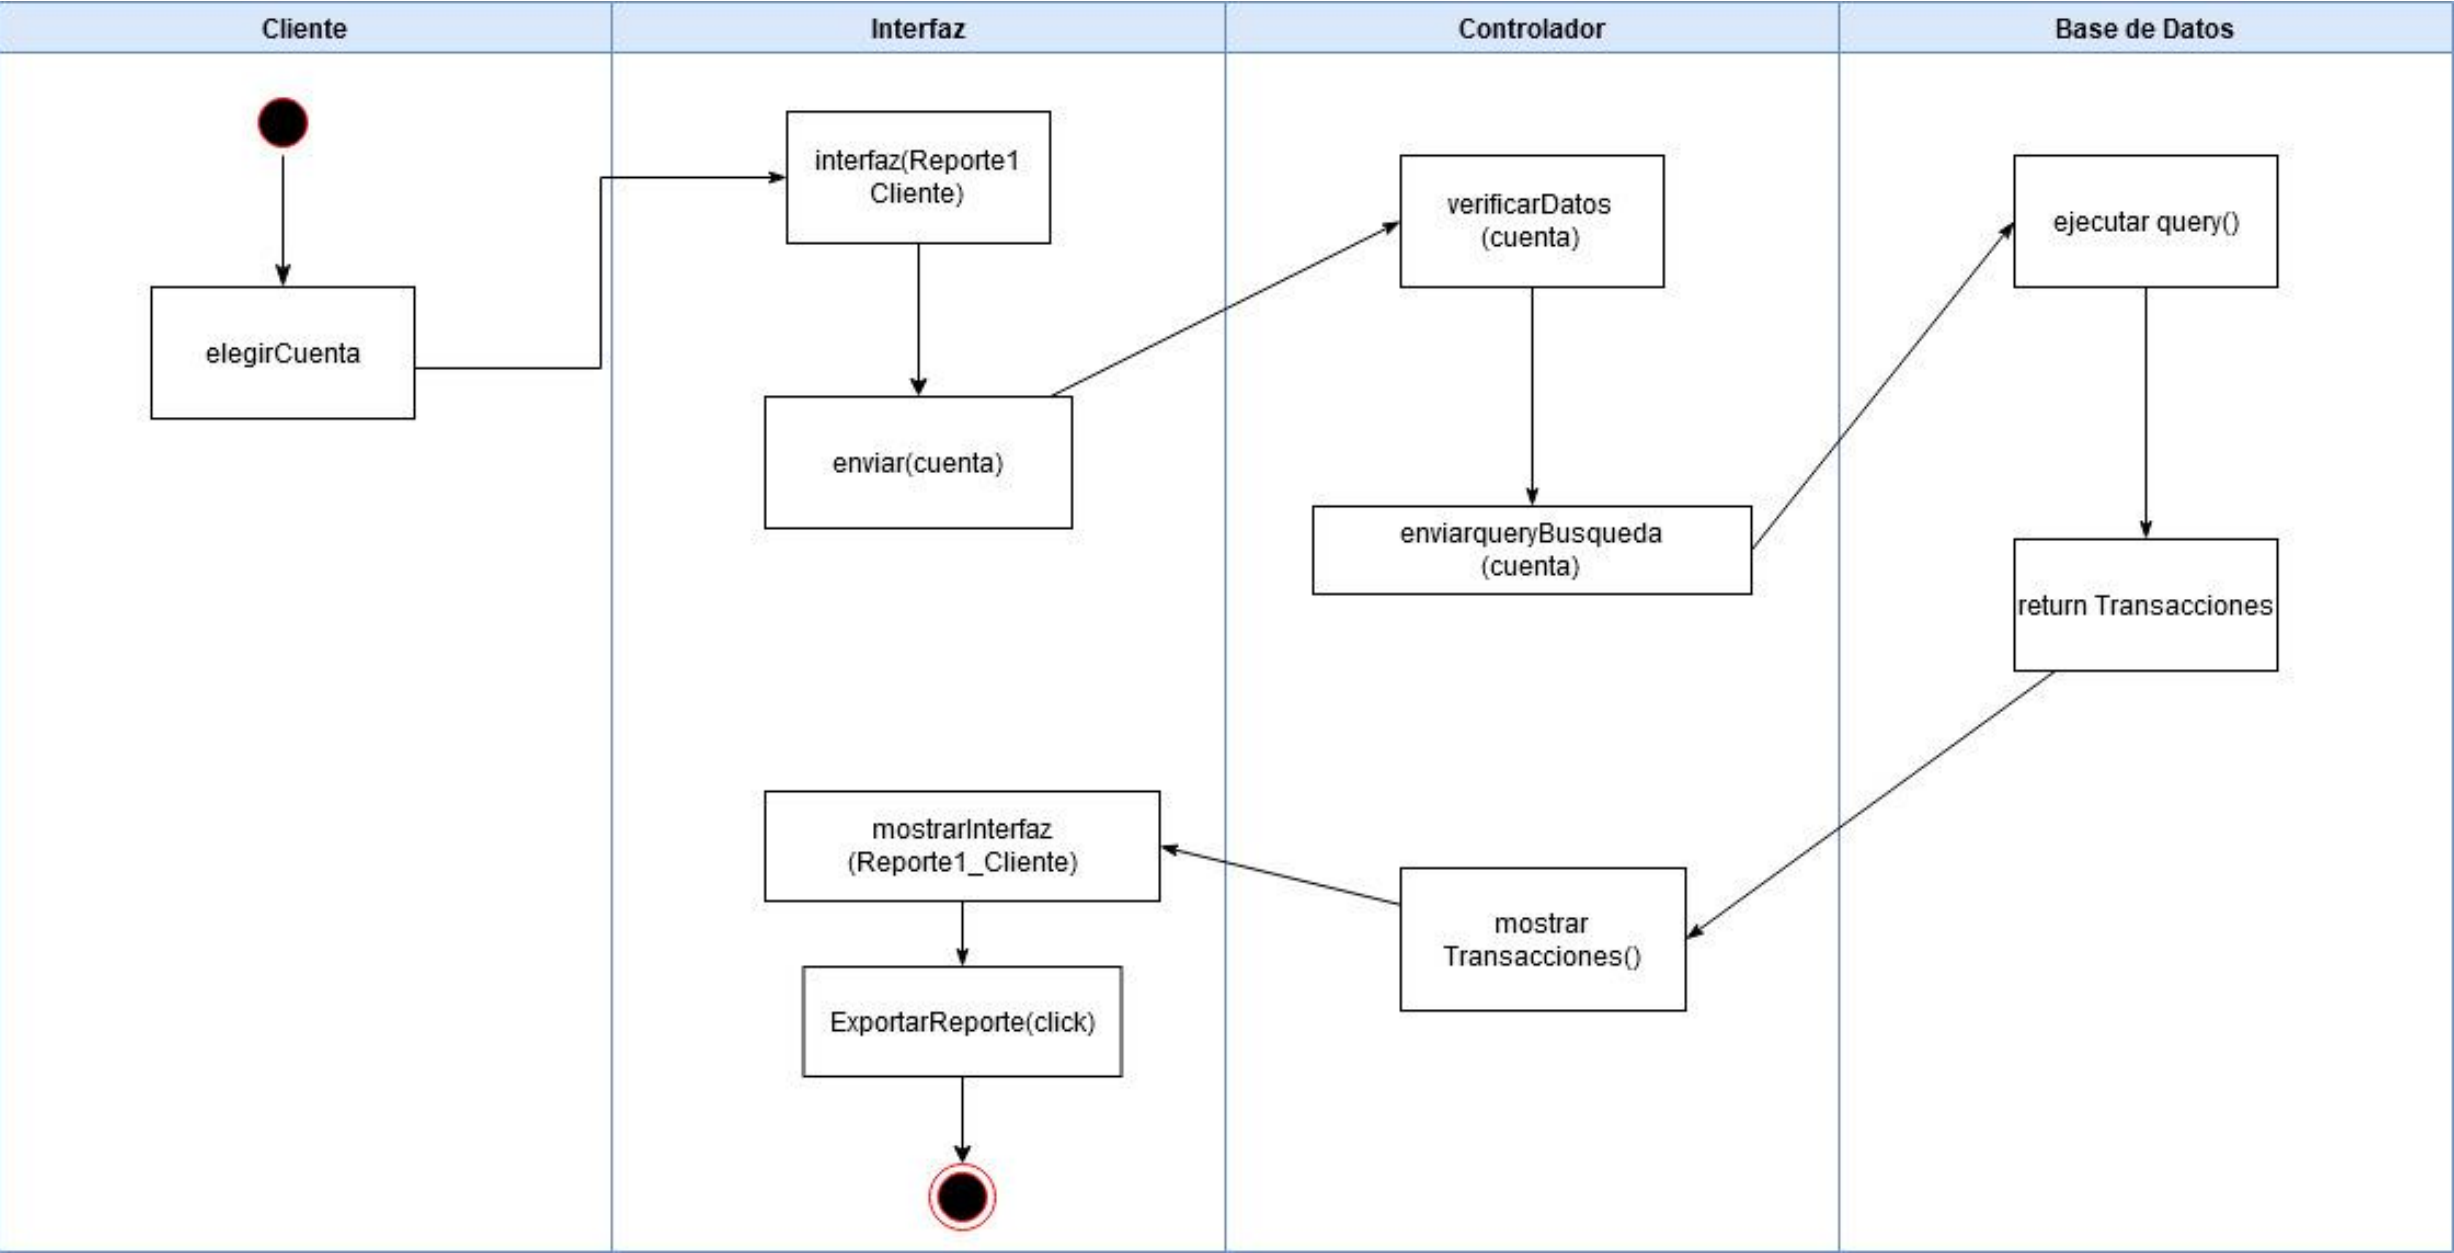 Cliente
Interfaz
Controlador
Base de Datos
elegirCuenta
interfaz(Reporte1
Cliente)
enviar(cuenta)
verificarDatos
(cuenta)
enviarqueryBusqueda
(cuenta)
ejecutar query()
return Transacciones
mostrar
Transacciones()
mostrarInterfaz
(Reporte1_Cliente)
ExportarReporte(click)